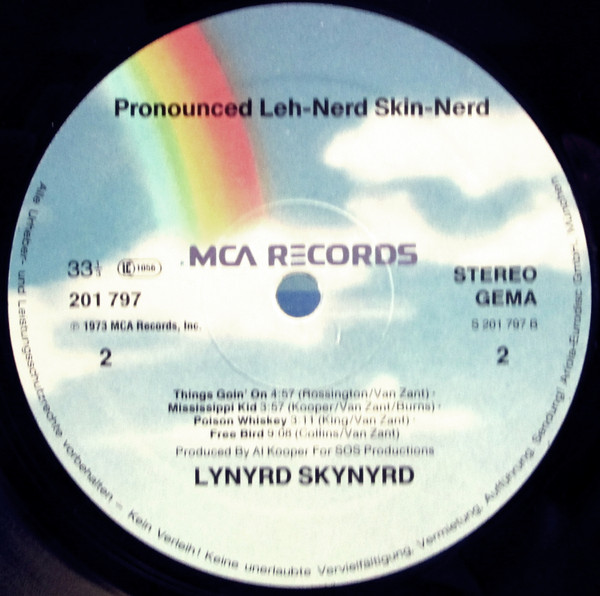 Pronounced Leh-Nerd Skin-Nerd
MCA RECORDS
33⅓ LC 1056
201 797
℗ 1973 MCA Records, Inc.
2
STEREO
GEMA
S 201 797 B
2
Things Goin' On 4:57 (Rossington/Van Zant) ·
Mississippi Kid 3:57 (Kooper/Van Zant/Burns) ·
Poison Whiskey 3:11 (King/Van Zant) ·
Free Bird 9:08 (Collins/Van Zant)
Produced By Al Kooper For SOS Productions
LYNYRD SKYNYRD
Alle Urheber- und Leistungsschutzrechte vorbehalten – Kein Verleih! Keine unerlaubte Vervielfältigung, Vermietung, Aufführung, Sendung! Ariola-Eurodisc GmbH, München